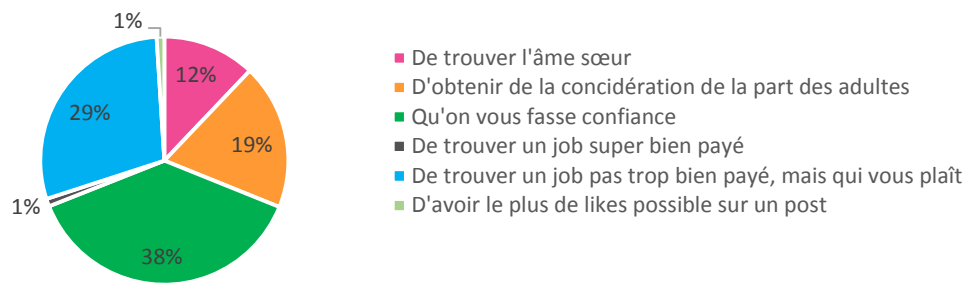 1%
12%
29%
19%
1%
38%
De trouver l'âme sœur
D'obtenir de la concidération de la part des adultes
Qu'on vous fasse confiance
De trouver un job super bien payé
De trouver un job pas trop bien payé, mais qui vous plaît
D'avoir le plus de likes possible sur un post